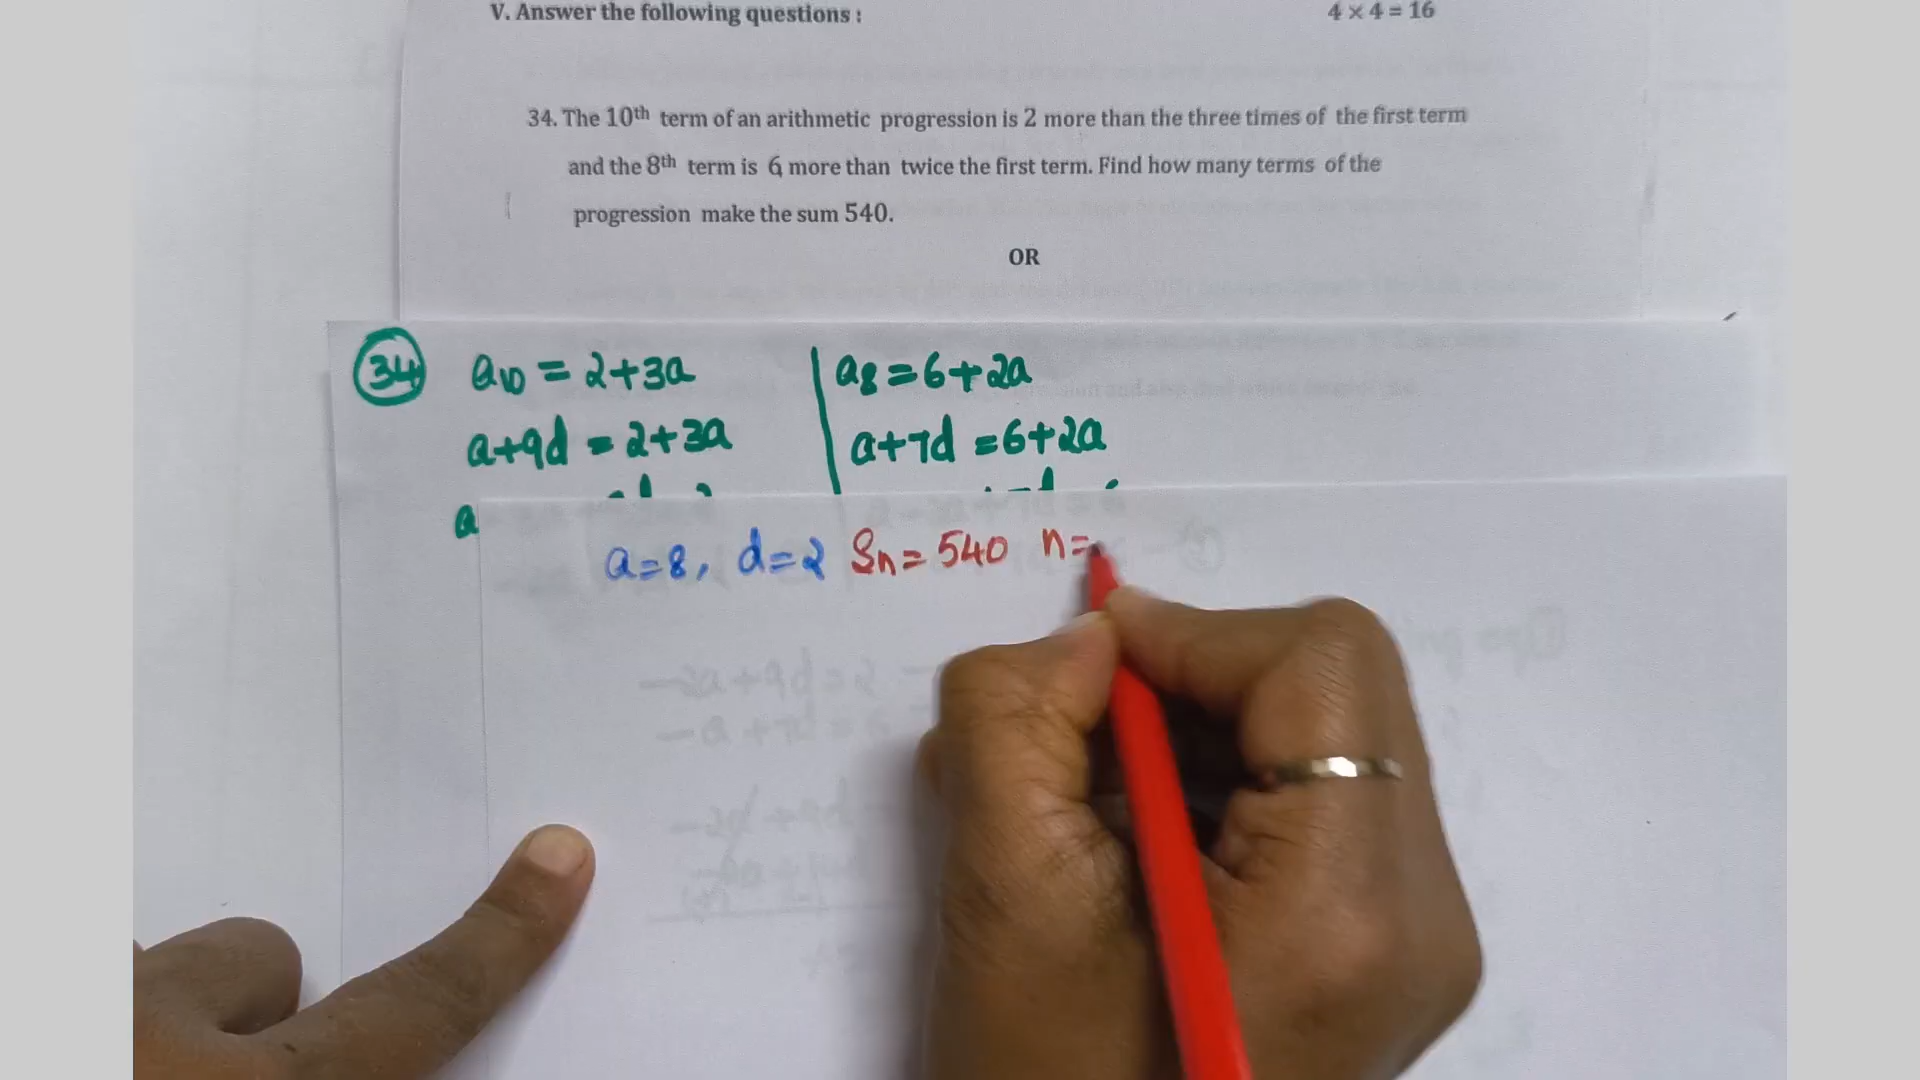 V. Answer the following questions : 4 × 4 = 16
34. The 10th term of an arithmetic progression is 2 more than the three times of the first term
and the 8th term is 6 more than twice the first term. Find how many terms of the
progression make the sum 540.
OR
34 a10 = 2+3a a8 = 6+2a
a+9d = 2+3a a+7d = 6+2a
a
a=8, d=2 Sn = 540 n=